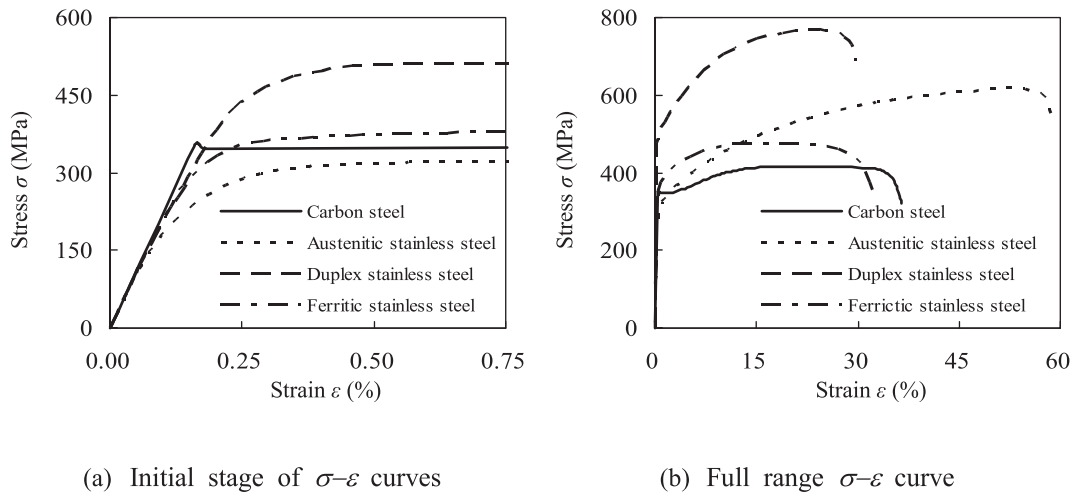 600
450
300
150
0
Stress σ (MPa)
Carbon steel
Austenitic stainless steel
Duplex stainless steel
Ferritic stainless steel
0.00 0.25 0.50 0.75
Strain ε (%)
(a) Initial stage of σ–ε curves
800
600
400
200
0
Stress σ (MPa)
Carbon steel
Austenitic stainless steel
Duplex stainless steel
Ferrictic stainless steel
0 15 30 45 60
Strain ε (%)
(b) Full range σ–ε curve